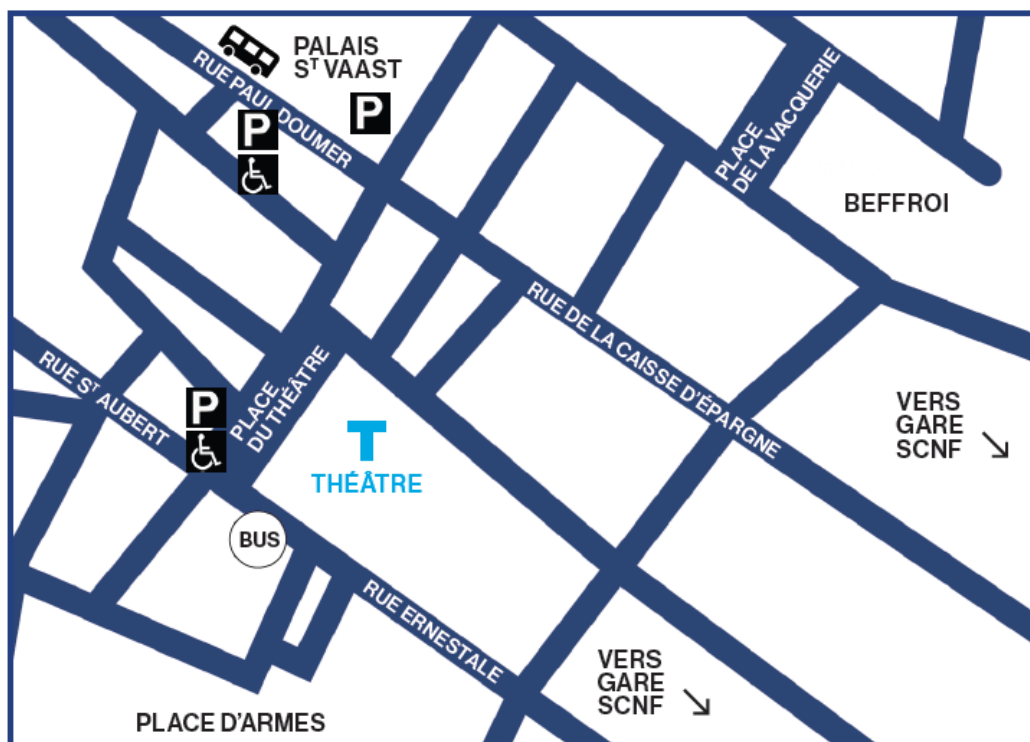 PALAIS
Sᵀ VAAST
P
RUE PAUL DOUMER
P
PLACE
DE LA VACQUERIE
BEFFROI
RUE DE LA CAISSE D'ÉPARGNE
RUE Sᵀ AUBERT
P
PLACE
DU THÉÂTRE
T
THÉÂTRE
VERS
GARE
SCNF
BUS
RUE ERNESTALE
VERS
GARE
SCNF
PLACE D'ARMES